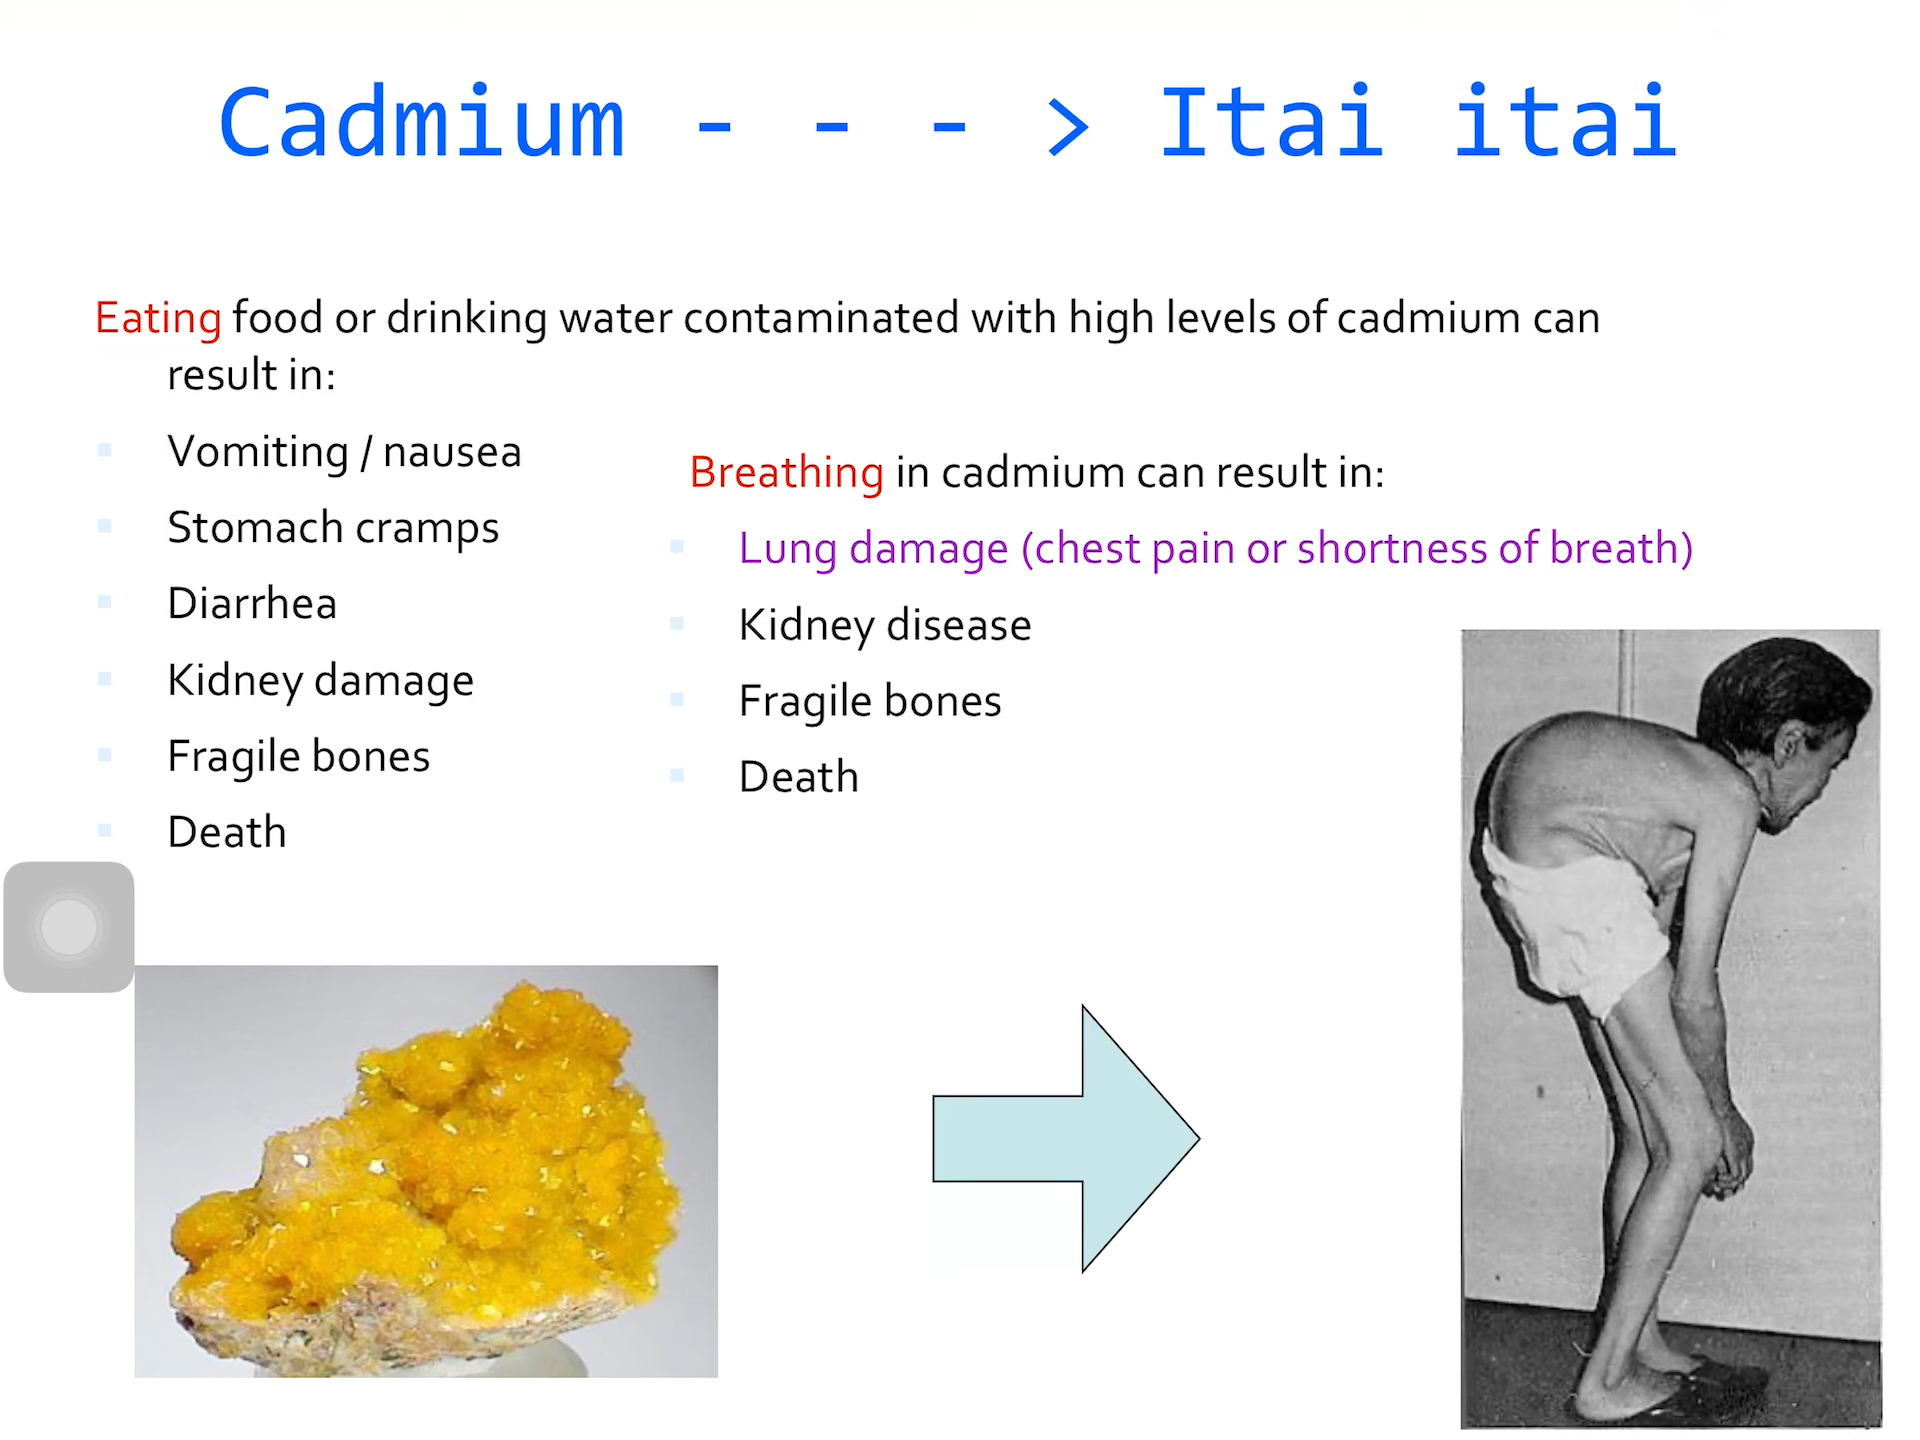 Cadmium - - - > Itai itai
Eating food or drinking water contaminated with high levels of cadmium can
result in:
Vomiting / nausea
Stomach cramps
Diarrhea
Kidney damage
Fragile bones
Death
Breathing in cadmium can result in:
Lung damage (chest pain or shortness of breath)
Kidney disease
Fragile bones
Death